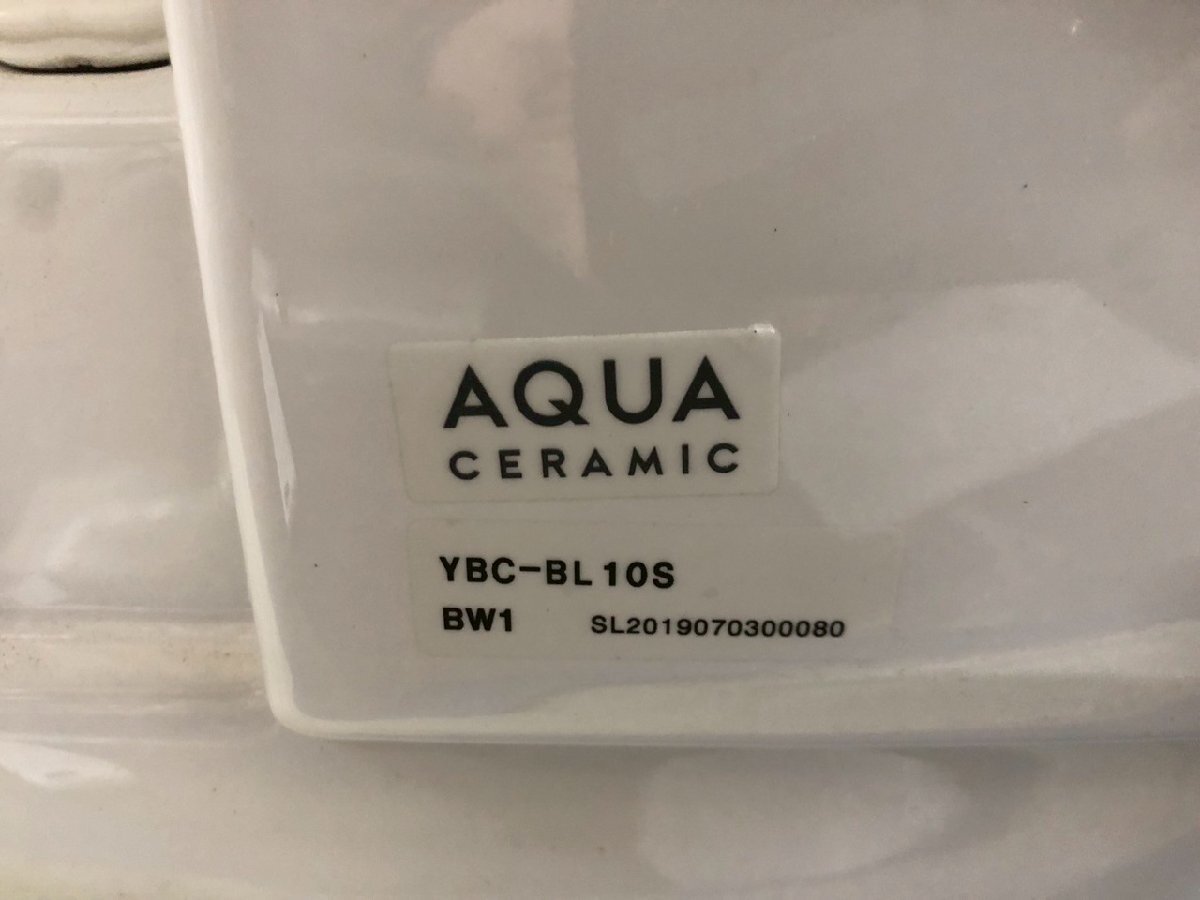 AQUA
CERAMIC
YBC-BL10S
BW1 SL2019070300080